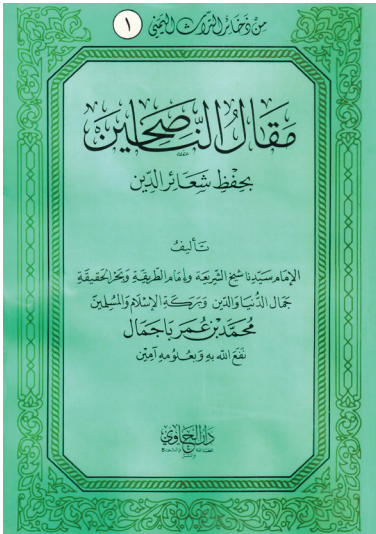 من ذخائر التراث اليمني ١
مقال الناصحين
بحفظ شعائر الدين
تأليف
الإمام سيدنا شيخ الشريعة وإمام الطريقة وبحر الحقيقة
جمال الدنيا والدين وبركة الإسلام والمسلمين
محمد بن عمر باجمال
نفع الله به وبعلومه آمين
دار الحاوي